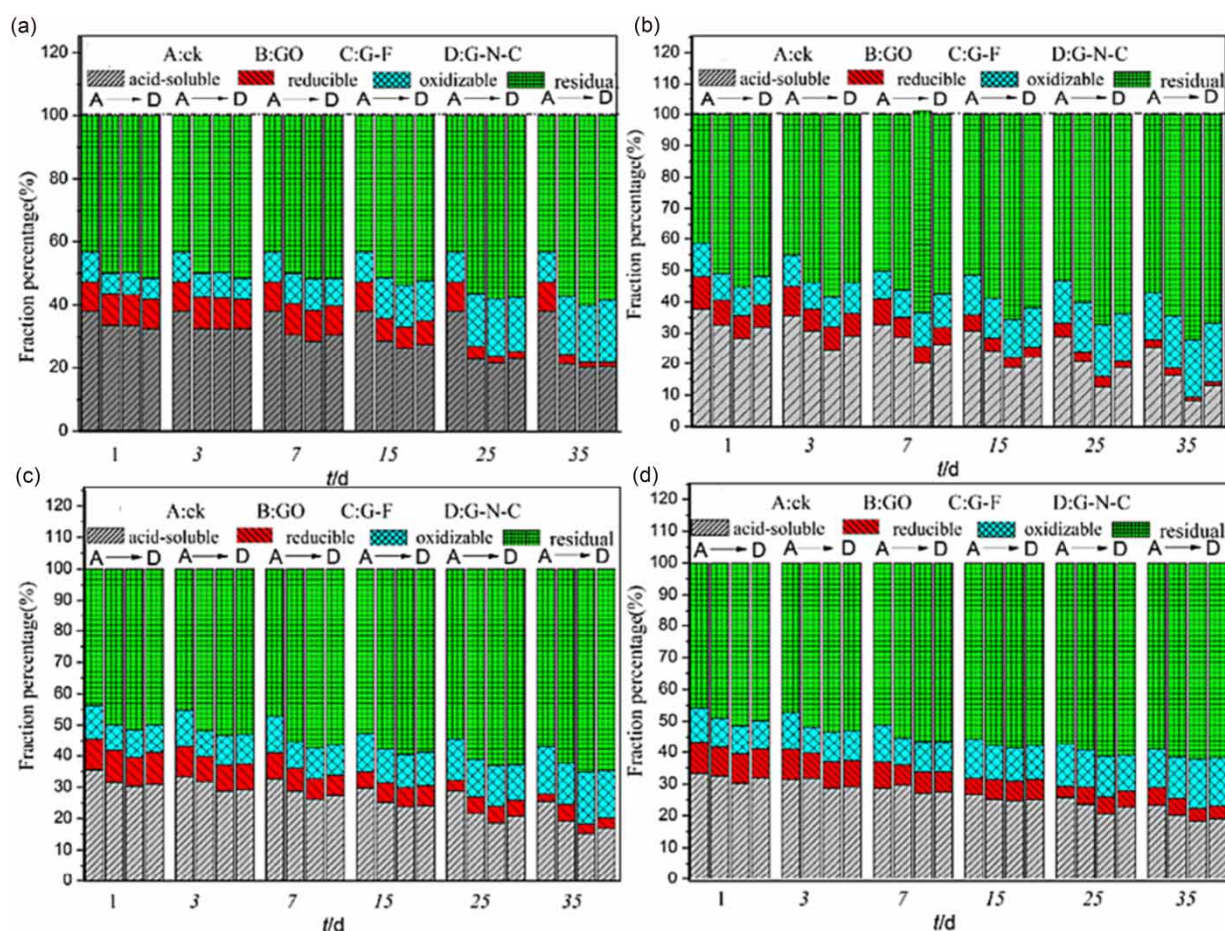 (a)
A:ck B:GO C:G-F D:G-N-C
acid-soluble reducible oxidizable residual
A D A D A D A D A D A D
120
100
80
60
40
20
0
Fraction percentage(%)
1 3 7 15 25 35
t/d
(b)
A:ck B:GO C:G-F D:G-N-C
acid-soluble reducible oxidizable residual
A D A D A D A D A D A D
120
110
100
90
80
70
60
50
40
30
20
10
0
Fraction percentage(%)
1 3 7 15 25 35
t/d
(c)
A:ck B:GO C:G-F D:G-N-C
acid-soluble reducible oxidizable residual
A D A D A D A D A D A D
120
110
100
90
80
70
60
50
40
30
20
10
0
Fraction percentage(%)
1 3 7 15 25 35
t/d
(d)
A:ck B:GO C:G-F D:G-N-C
acid-soluble reducible oxidizable residual
A D A D A D A D A D A D
120
110
100
90
80
70
60
50
40
30
20
10
0
Fraction percentage(%)
1 3 7 15 25 35
t/d